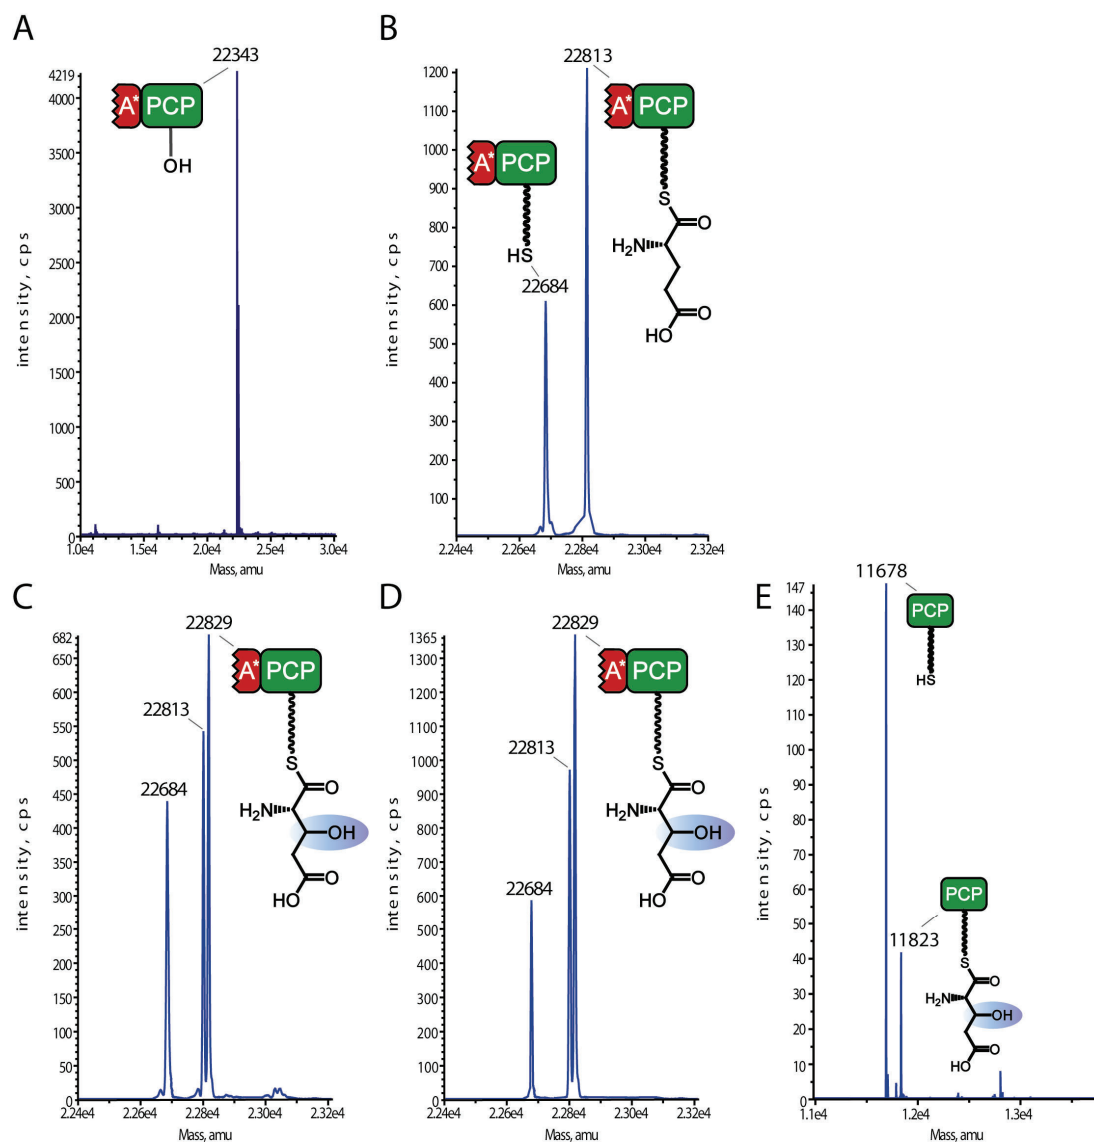 A
22343
4219
4000
3500
3000
2500
2000
1500
1000
500
0
intensity, cps
A* PCP
OH
1.0e4 1.5e4 2.0e4 2.5e4 3.0e4
Mass, amu
B
22813
1200
1100
1000
900
800
700
600
500
400
300
200
100
intensity, cps
A* PCP
HS
22684
A* PCP
S
O
H₂N
O
HO
2.24e4 2.26e4 2.28e4 2.30e4 2.32e4
Mass, amu
C
22829
682
650
600
550
500
450
400
350
300
250
200
150
100
50
0
intensity, cps
22813
22684
A* PCP
S
O
H₂N
OH
O
HO
2.24e4 2.26e4 2.28e4 2.30e4 2.32e4
Mass, amu
D
22829
1365
1300
1200
1100
1000
900
800
700
600
500
400
300
200
100
0
intensity, cps
22813
22684
A* PCP
S
O
H₂N
OH
O
HO
2.24e4 2.26e4 2.28e4 2.30e4 2.32e4
Mass, amu
E
11678
147
140
130
120
110
100
90
80
70
60
50
40
30
20
10
0
intensity, cps
PCP
HS
PCP
11823
S
O
H₂N
OH
O
HO
1.1e4 1.2e4 1.3e4
Mass, amu